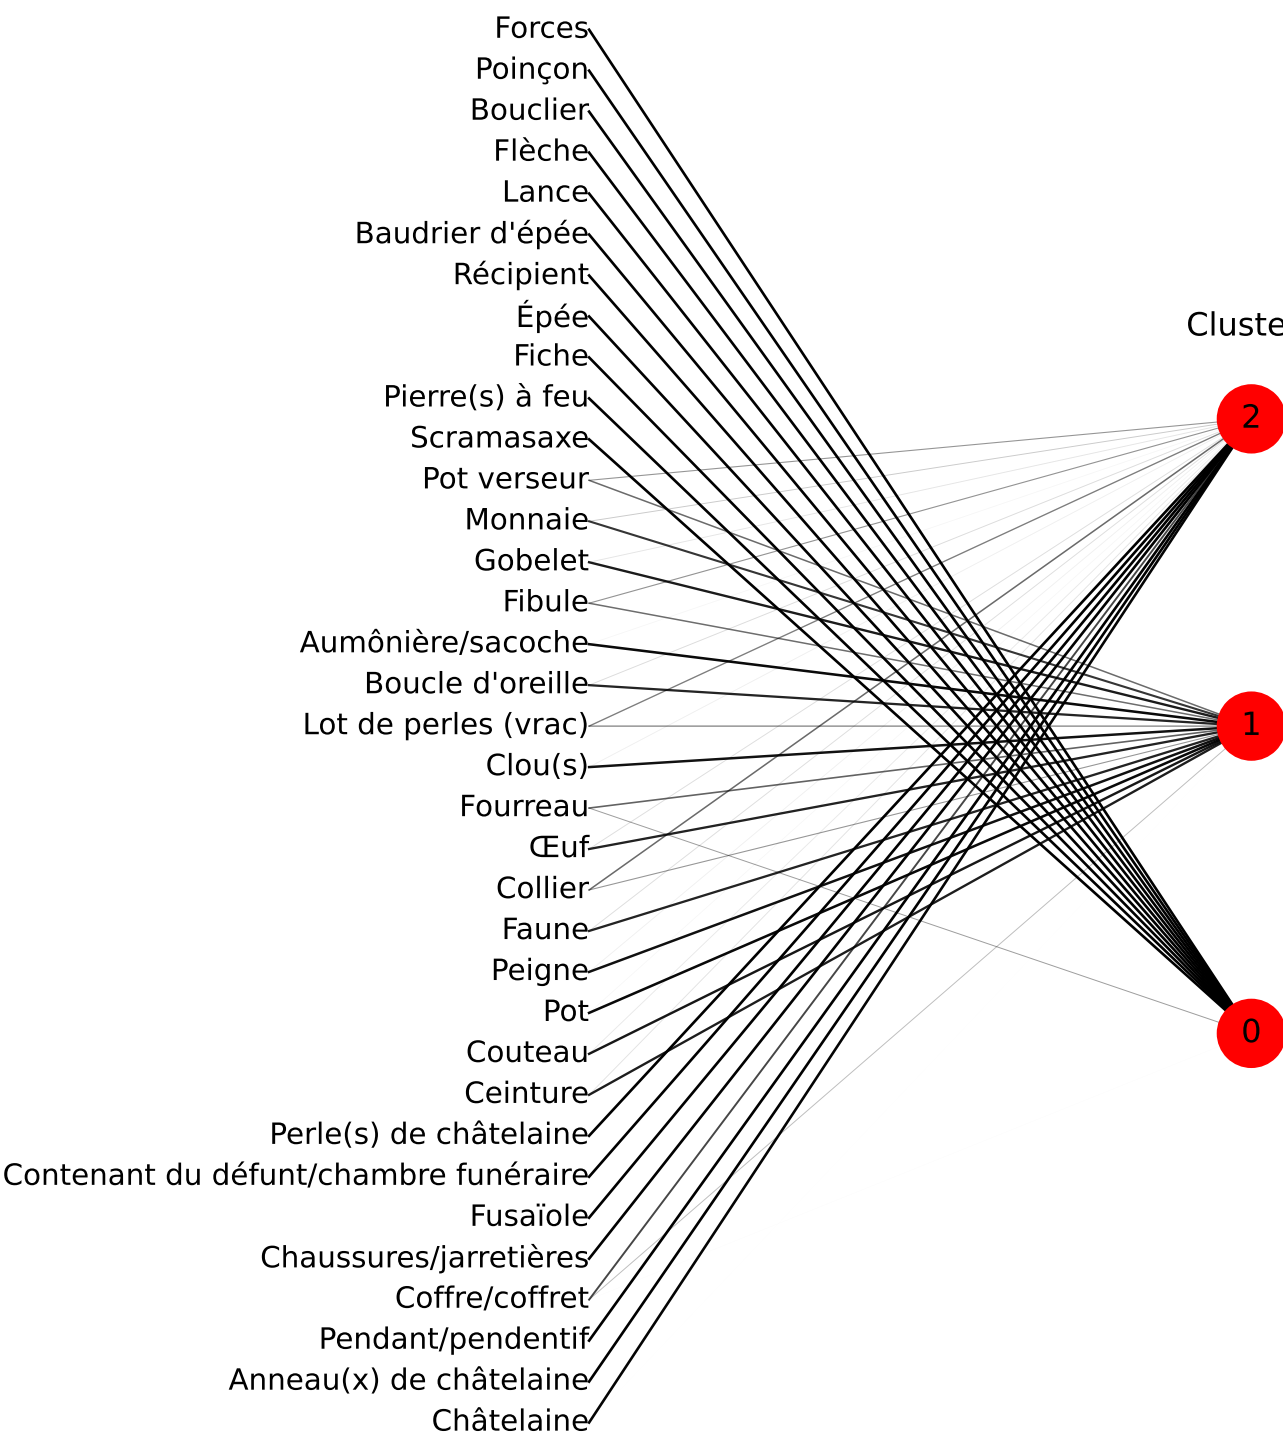 Forces
Poinçon
Bouclier
Flèche
Lance
Baudrier d'épée
Récipient
Épée
Cluste
Fiche
Pierre(s) à feu
2
Scramasaxe
Pot verseur
Monnaie
Gobelet
Fibule
Aumônière/sacoche
Boucle d'oreille
Lot de perles (vrac)
1
Clou(s)
Fourreau
Œuf
Collier
Faune
Peigne
Pot
0
Couteau
Ceinture
Perle(s) de châtelaine
Contenant du défunt/chambre funéraire
Fusaïole
Chaussures/jarretières
Coffre/coffret
Pendant/pendentif
Anneau(x) de châtelaine
Châtelaine